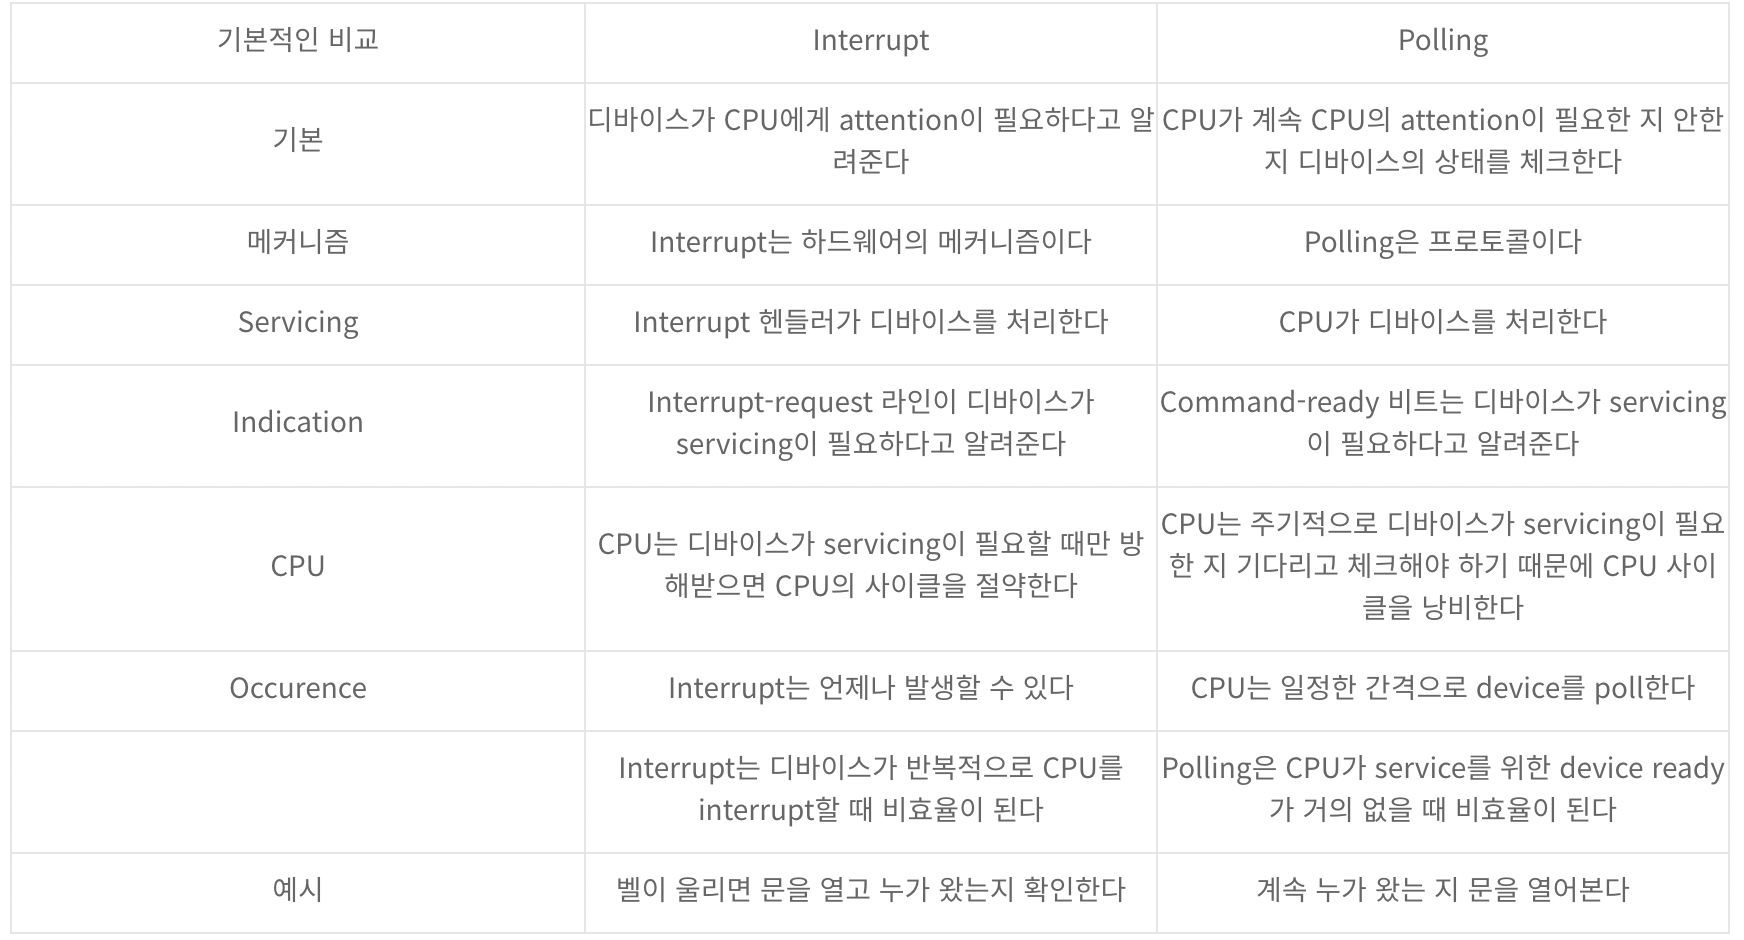 기본적인 비교
Interrupt
Polling
기본
디바이스가 CPU에게 attention이 필요하다고 알
려준다
CPU가 계속 CPU의 attention이 필요한 지 안한
지 디바이스의 상태를 체크한다
메커니즘
Interrupt는 하드웨어의 메커니즘이다
Polling은 프로토콜이다
Servicing
Interrupt 헨들러가 디바이스를 처리한다
CPU가 디바이스를 처리한다
Indication
Interrupt-request 라인이 디바이스가
servicing이 필요하다고 알려준다
Command-ready 비트는 디바이스가 servicing
이 필요하다고 알려준다
CPU
CPU는 디바이스가 servicing이 필요할 때만 방
해받으면 CPU의 사이클을 절약한다
CPU는 주기적으로 디바이스가 servicing이 필요
한 지 기다리고 체크해야 하기 때문에 CPU 사이
클을 낭비한다
Occurence
Interrupt는 언제나 발생할 수 있다
CPU는 일정한 간격으로 device를 poll한다
Interrupt는 디바이스가 반복적으로 CPU를
interrupt할 때 비효율이 된다
Polling은 CPU가 service를 위한 device ready
가 거의 없을 때 비효율이 된다
예시
벨이 울리면 문을 열고 누가 왔는지 확인한다
계속 누가 왔는 지 문을 열어본다